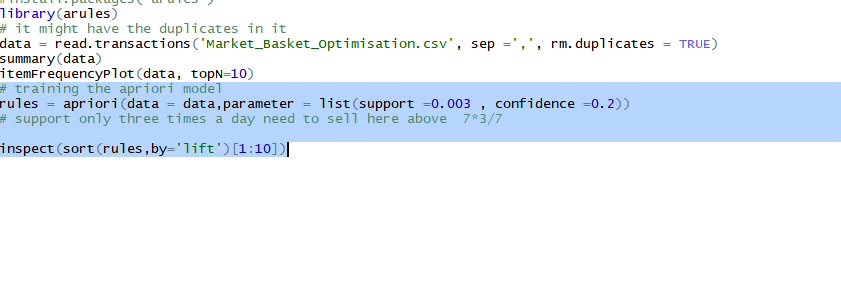 #install.packages('arules')
library(arules)
# it might have the duplicates in it
data = read.transactions('Market_Basket_Optimisation.csv', sep =',', rm.duplicates = TRUE)
summary(data)
itemFrequencyPlot(data, topN=10)
# training the apriori model
rules = apriori(data = data,parameter = list(support =0.003 , confidence =0.2))
# support only three times a day need to sell here above  7*3/7
inspect(sort(rules,by='lift')[1:10])